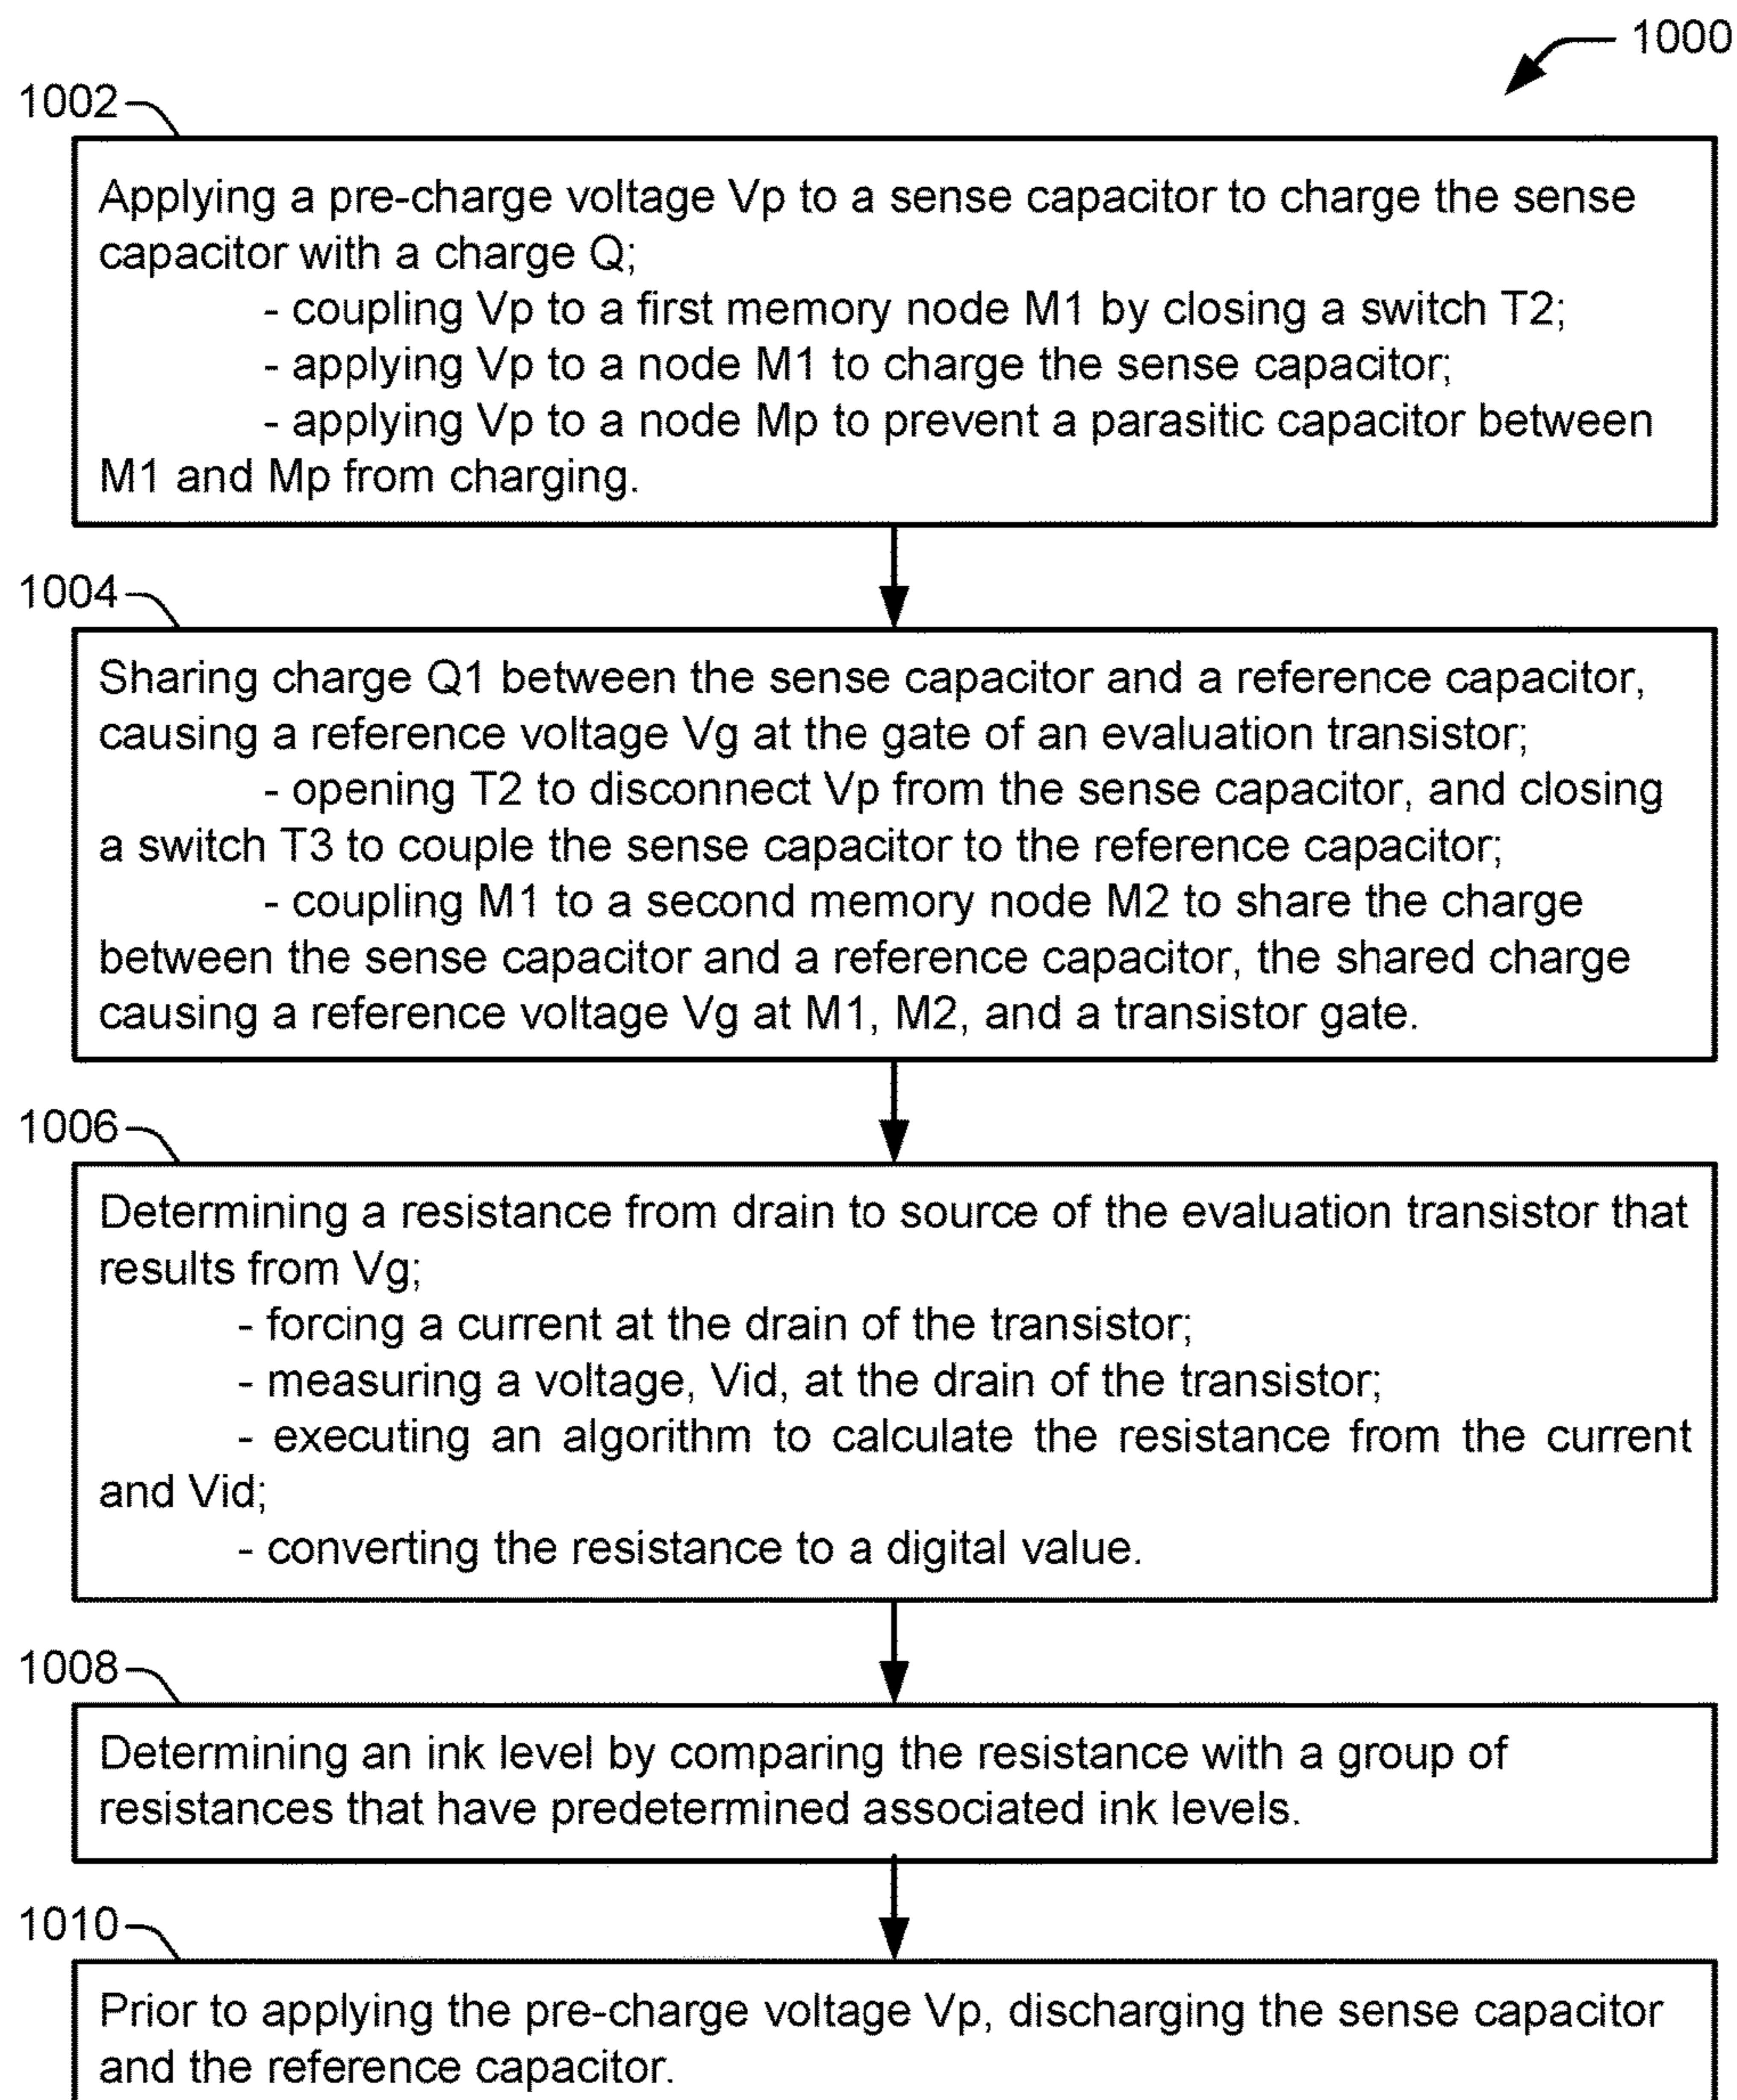 1000
1002
Applying a pre-charge voltage Vp to a sense capacitor to charge the sense
capacitor with a charge Q;
- coupling Vp to a first memory node M1 by closing a switch T2;
- applying Vp to a node M1 to charge the sense capacitor;
- applying Vp to a node Mp to prevent a parasitic capacitor between
M1 and Mp from charging.
1004
Sharing charge Q1 between the sense capacitor and a reference capacitor,
causing a reference voltage Vg at the gate of an evaluation transistor;
- opening T2 to disconnect Vp from the sense capacitor, and closing
a switch T3 to couple the sense capacitor to the reference capacitor;
- coupling M1 to a second memory node M2 to share the charge
between the sense capacitor and a reference capacitor, the shared charge
causing a reference voltage Vg at M1, M2, and a transistor gate.
1006
Determining a resistance from drain to source of the evaluation transistor that
results from Vg;
- forcing a current at the drain of the transistor;
- measuring a voltage, Vid, at the drain of the transistor;
- executing an algorithm to calculate the resistance from the current
and Vid;
- converting the resistance to a digital value.
1008
Determining an ink level by comparing the resistance with a group of
resistances that have predetermined associated ink levels.
1010
Prior to applying the pre-charge voltage Vp, discharging the sense capacitor
and the reference capacitor.